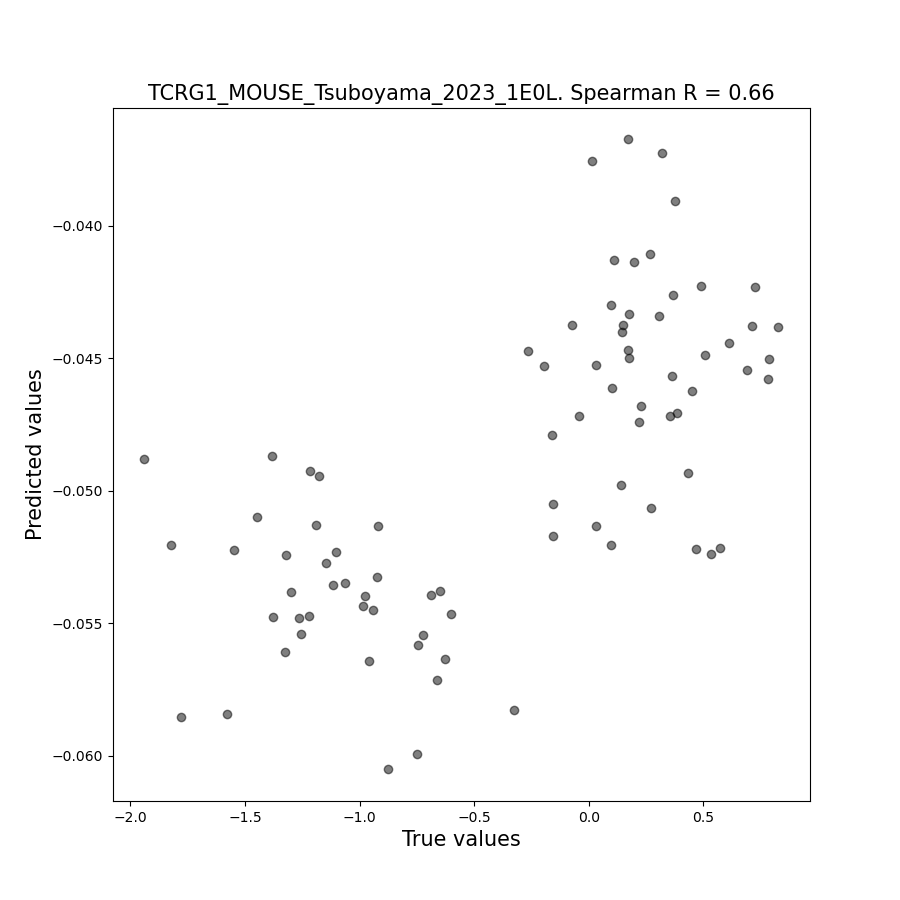 TCRG1_MOUSE_Tsuboyama_2023_1E0L. Spearman R = 0.66
Predicted values
−0.040
−0.045
−0.050
−0.055
−0.060
−2.0 −1.5 −1.0 −0.5 0.0 0.5
True values